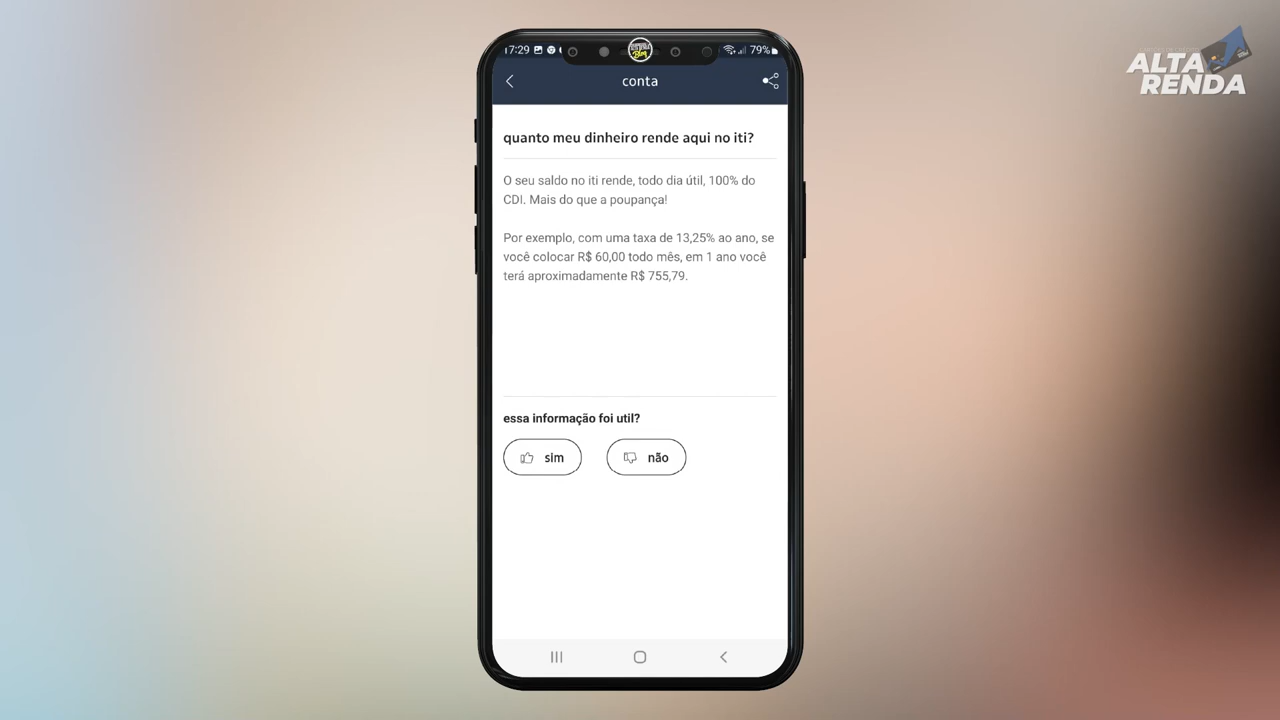 17:29
79%
conta
ALTA
RENDA
quanto meu dinheiro rende aqui no iti?
O seu saldo no iti rende, todo dia útil, 100% do
CDI. Mais do que a poupança!
Por exemplo, com uma taxa de 13,25% ao ano, se
você colocar R$ 60,00 todo mês, em 1 ano você
terá aproximadamente R$ 755,79.
essa informação foi util?
sim
não